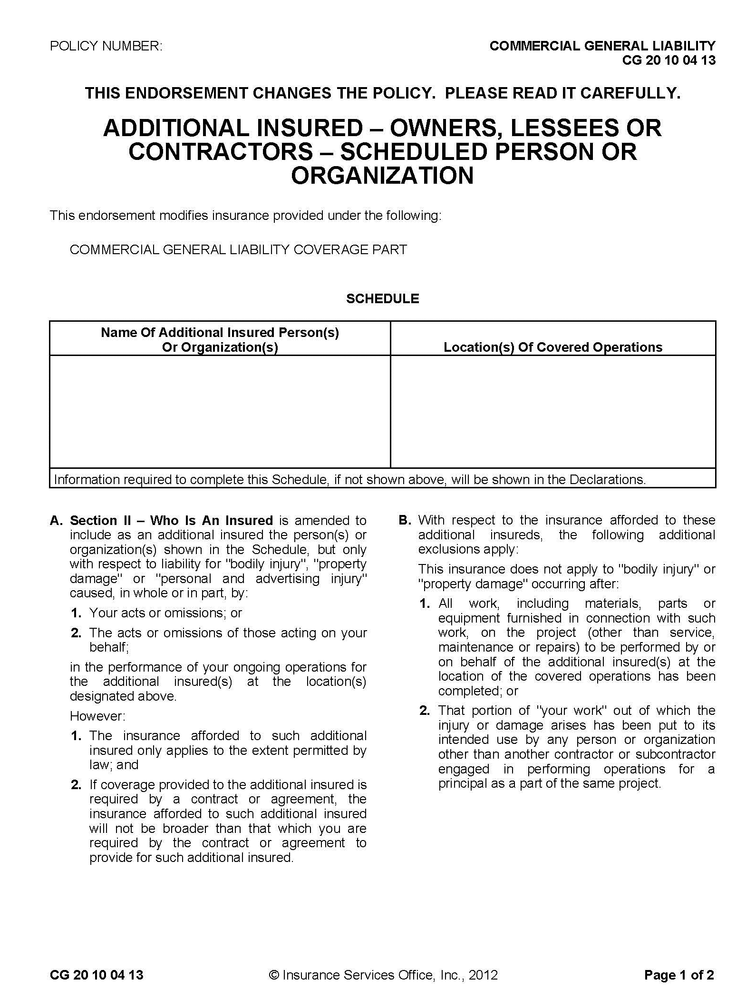 POLICY NUMBER:
COMMERCIAL GENERAL LIABILITY
CG 20 10 04 13
THIS ENDORSEMENT CHANGES THE POLICY.  PLEASE READ IT CAREFULLY.
ADDITIONAL INSURED – OWNERS, LESSEES OR
CONTRACTORS – SCHEDULED PERSON OR
ORGANIZATION
This endorsement modifies insurance provided under the following:
COMMERCIAL GENERAL LIABILITY COVERAGE PART
SCHEDULE
Name Of Additional Insured Person(s)
Or Organization(s)
Location(s) Of Covered Operations
Information required to complete this Schedule, if not shown above, will be shown in the Declarations.
A. Section II – Who Is An Insured is amended to
include as an additional insured the person(s) or
organization(s) shown in the Schedule, but only
with respect to liability for "bodily injury", "property
damage" or "personal and advertising injury"
caused, in whole or in part, by:
1. Your acts or omissions; or
2. The acts or omissions of those acting on your
behalf;
in the performance of your ongoing operations for
the additional insured(s) at the location(s)
designated above.
However:
1. The insurance afforded to such additional
insured only applies to the extent permitted by
law; and
2. If coverage provided to the additional insured is
required by a contract or agreement, the
insurance afforded to such additional insured
will not be broader than that which you are
required by the contract or agreement to
provide for such additional insured.
B. With respect to the insurance afforded to these
additional insureds, the following additional
exclusions apply:
This insurance does not apply to "bodily injury" or
"property damage" occurring after:
1. All work, including materials, parts or
equipment furnished in connection with such
work, on the project (other than service,
maintenance or repairs) to be performed by or
on behalf of the additional insured(s) at the
location of the covered operations has been
completed; or
2. That portion of "your work" out of which the
injury or damage arises has been put to its
intended use by any person or organization
other than another contractor or subcontractor
engaged in performing operations for a
principal as a part of the same project.
CG 20 10 04 13
© Insurance Services Office, Inc., 2012
Page 1 of 2